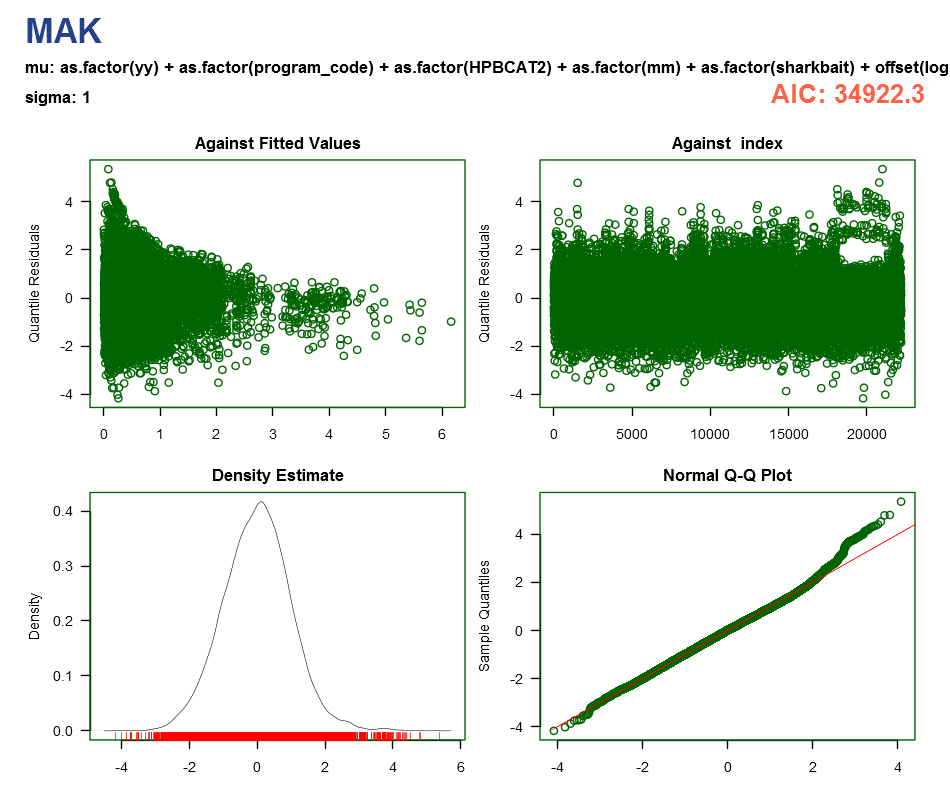 MAK
mu: as.factor(yy) + as.factor(program_code) + as.factor(HPBCAT2) + as.factor(mm) + as.factor(sharkbait) + offset(log
sigma: 1
AIC: 34922.3
Against Fitted Values
Against index
Quantile Residuals
4
2
0
-2
-4
0 1 2 3 4 5 6
Quantile Residuals
4
2
0
-2
-4
0 5000 10000 15000 20000
Density Estimate
Normal Q-Q Plot
Density
0.4
0.3
0.2
0.1
0.0
-4 -2 0 2 4 6
Sample Quantiles
4
2
0
-2
-4
-4 -2 0 2 4